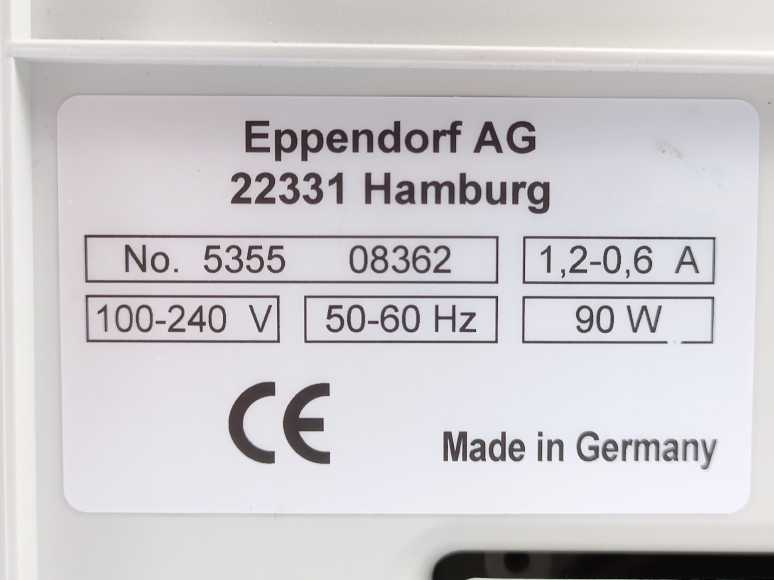 Eppendorf AG
22331 Hamburg
No. 5355 08362 1,2-0,6 A
100-240 V 50-60 Hz 90 W
CE
Made in Germany